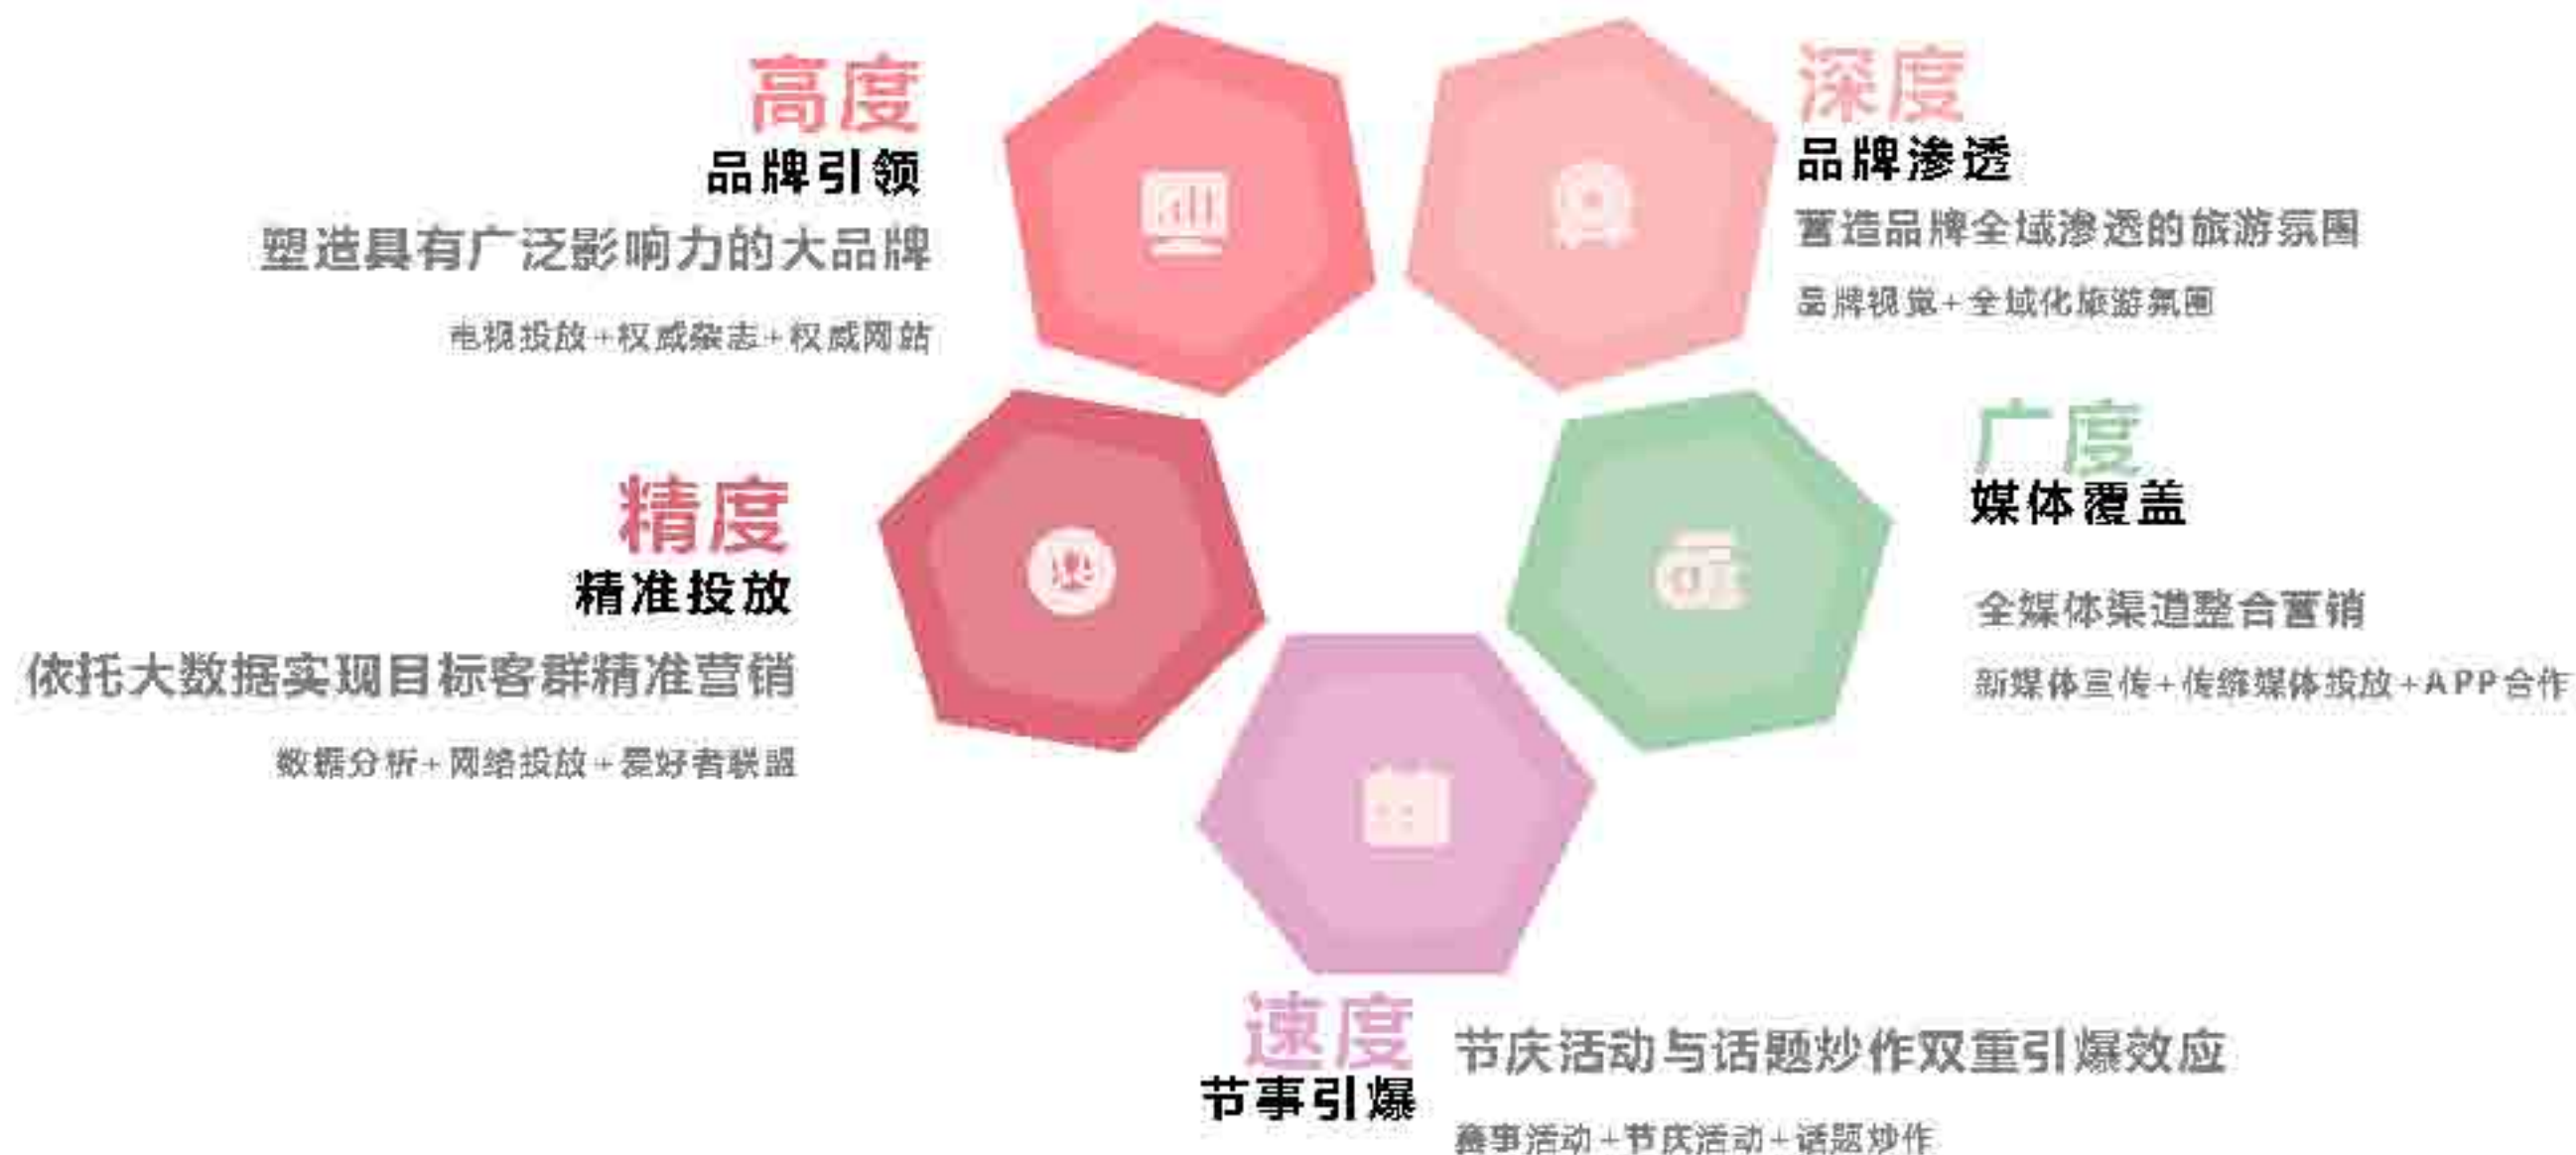 高度
品牌引领
塑造具有广泛影响力的大品牌
电视投放+权威杂志+权威网站
深度
品牌渗透
营造品牌全域渗透的旅游氛围
品牌视觉+全域化旅游氛围
广度
媒体覆盖
全媒体渠道整合营销
新媒体宣传+传统媒体投放+APP合作
精度
精准投放
依托大数据实现目标客群精准营销
数据分析+网络投放+爱好者联盟
速度
节事引爆
节庆活动与话题炒作双重引爆效应
赛事活动+节庆活动+话题炒作